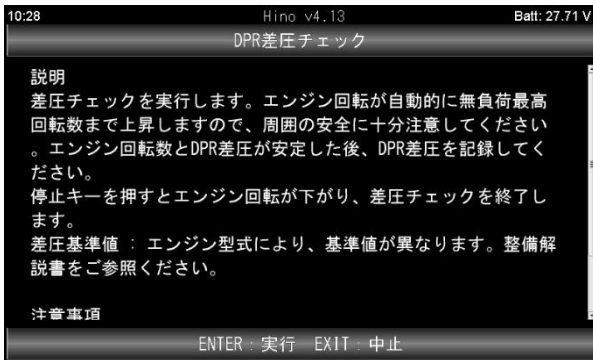 10:28 Hino v4.13 Batt: 27.71 V
DPR差圧チェック
説明
差圧チェックを実行します。エンジン回転が自動的に無負荷最高
回転数まで上昇しますので、周囲の安全に十分注意してください
。エンジン回転数とDPR差圧が安定した後、DPR差圧を記録してく
ださい。
停止キーを押すとエンジン回転が下がり、差圧チェックを終了し
ます。
差圧基準値 : エンジン型式により、基準値が異なります。整備解
説書をご参照ください。
注意事項
ENTER:実行 EXIT:中止